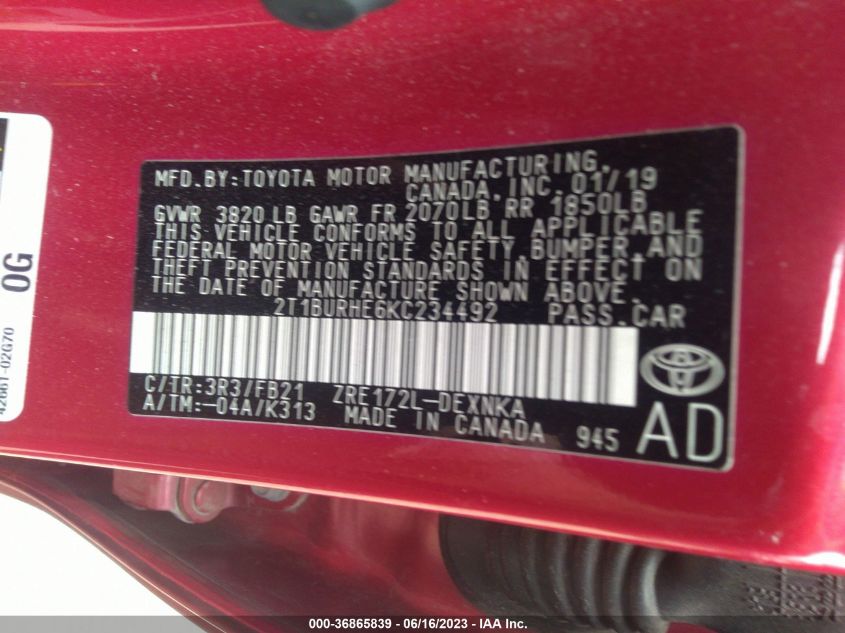 MFD.BY:TOYOTA MOTOR MANUFACTURING,
CANADA,INC. 01/19
GVWR 3820 LB GAWR FR 2070LB RR 1850LB
THIS VEHICLE CONFORMS TO ALL APPLICABLE
FEDERAL MOTOR VEHICLE SAFETY, BUMPER, AND
THEFT PREVENTION STANDARDS IN EFFECT ON
THE DATE OF MANUFACTURE SHOWN ABOVE.
2T1BURHE6KC234492 PASS.CAR
C/TR:3R3/FB21 ZRE172L-DEXNKA
A/TM:-04A/K313 MADE IN CANADA 945
AD
0G
42661-02G70
000-36865839 - 06/16/2023 - IAA Inc.